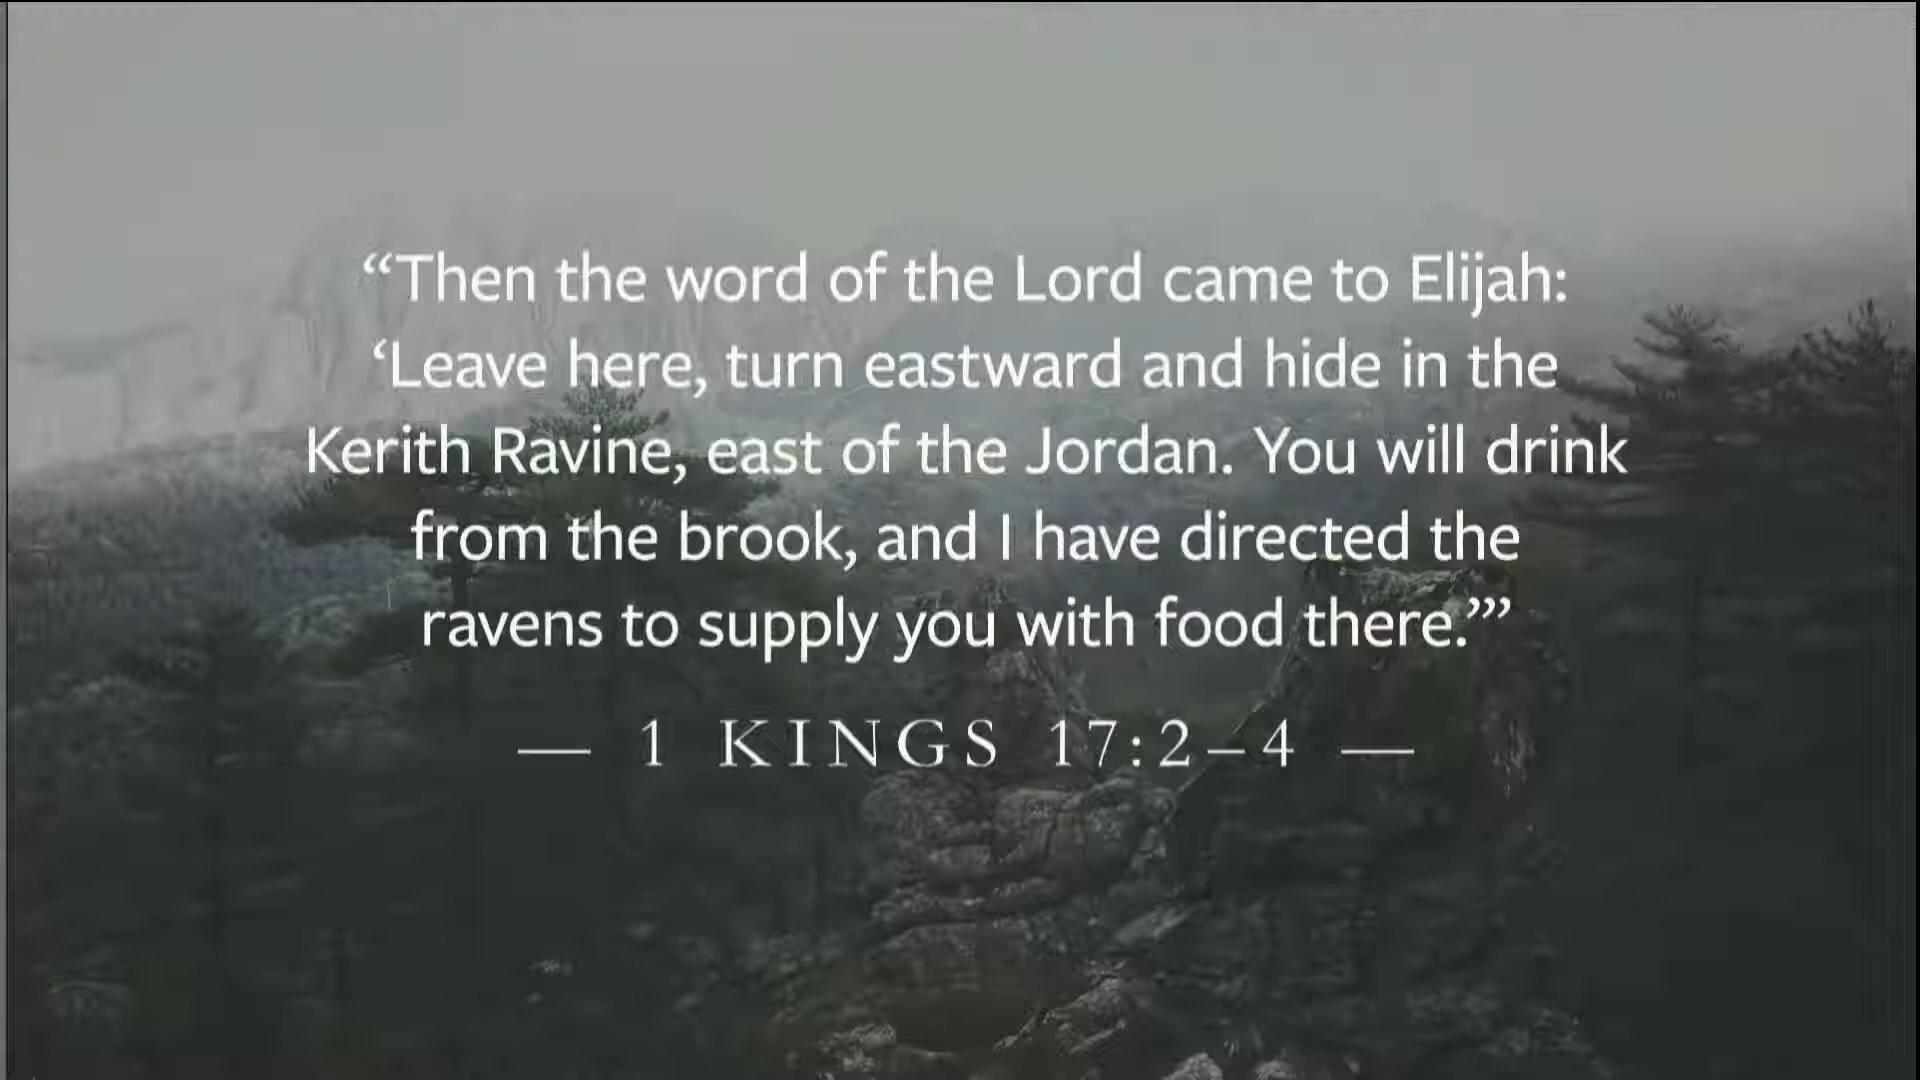 “Then the word of the Lord came to Elijah:
‘Leave here, turn eastward and hide in the
Kerith Ravine, east of the Jordan. You will drink
from the brook, and I have directed the
ravens to supply you with food there.’”
— 1 KINGS 17:2–4 —